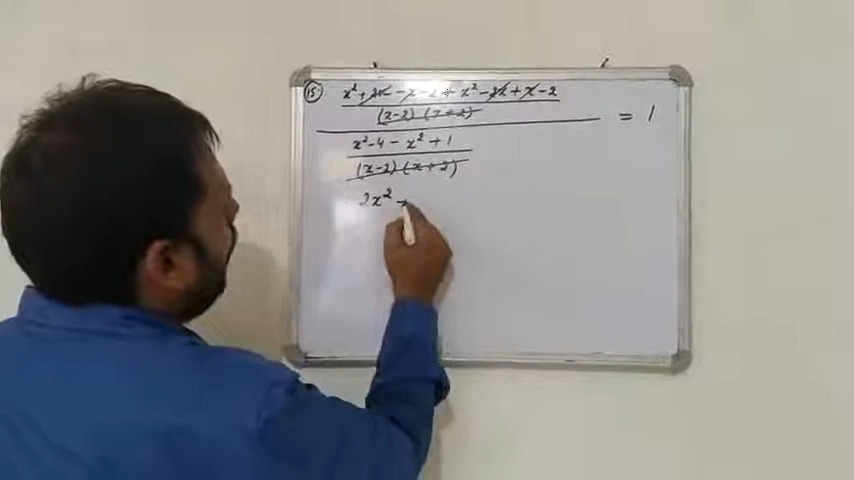 (15) x² + 2x - x - 2 + x² - 2x + x - 2
(x-2) (x+2)
= 1
x² - 4 - x² + 1
(x-2) (x+2)
2x² -